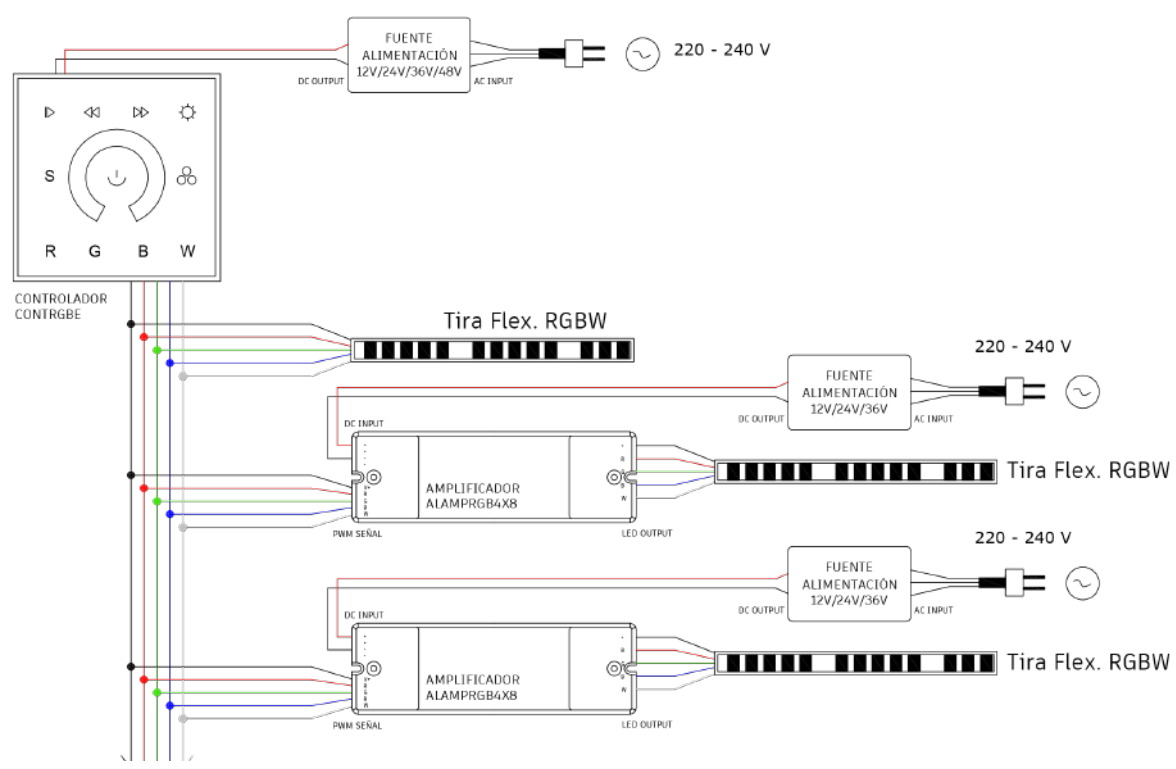 FUENTE
ALIMENTACIÓN
12V/24V/36V/48V
DC OUTPUT
AC INPUT
220 - 240 V
S
R G B W
CONTROLADOR
CONTRGBE
Tira Flex. RGBW
220 - 240 V
FUENTE
ALIMENTACIÓN
12V/24V/36V
DC OUTPUT
AC INPUT
DC INPUT
AMPLIFICADOR
ALAMPRGB4X8
PWM SEÑAL
LED OUTPUT
Tira Flex. RGBW
220 - 240 V
FUENTE
ALIMENTACIÓN
12V/24V/36V
DC OUTPUT
AC INPUT
DC INPUT
AMPLIFICADOR
ALAMPRGB4X8
PWM SEÑAL
LED OUTPUT
Tira Flex. RGBW